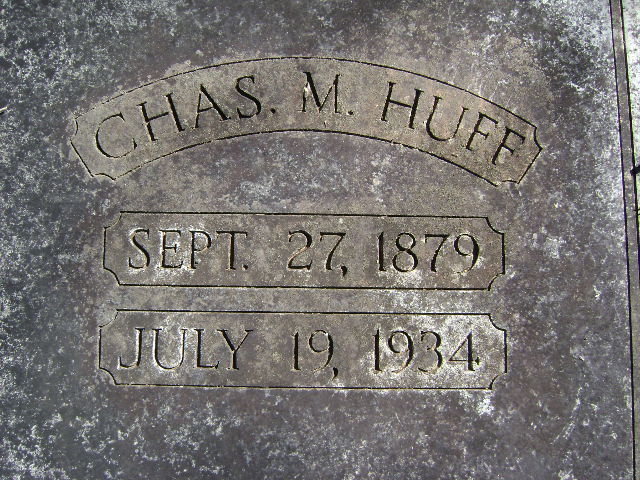 CHAS. M. HUFF
SEPT. 27, 1879
JULY 19, 1934